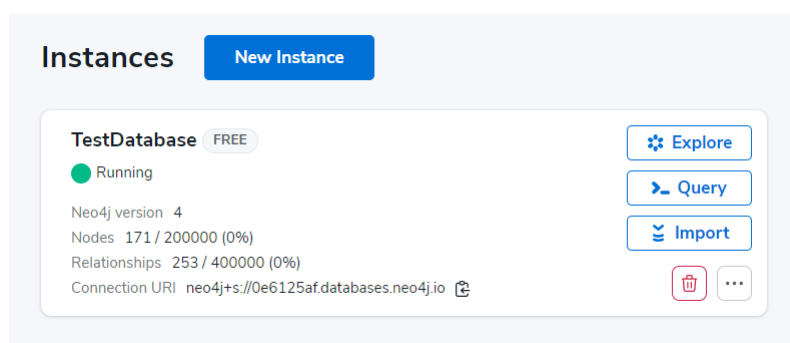 Instances
New Instance
TestDatabase FREE
Running
Neo4j version 4
Nodes 171 / 200000 (0%)
Relationships 253 / 400000 (0%)
Connection URI neo4j+s://0e6125af.databases.neo4j.io
Explore
Query
Import